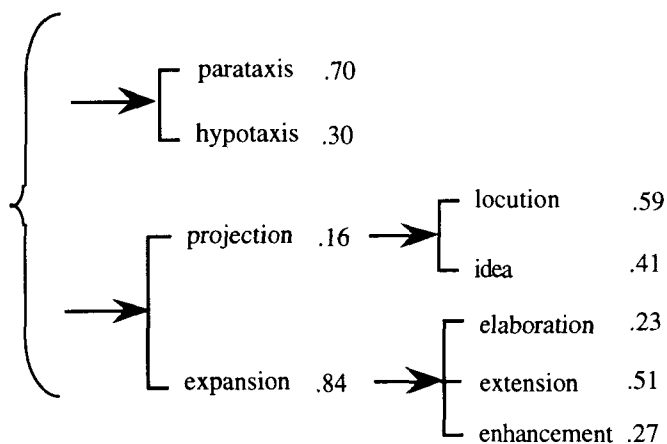 parataxis .70
hypotaxis .30
locution .59
projection .16
idea .41
elaboration .23
expansion .84
extension .51
enhancement .27